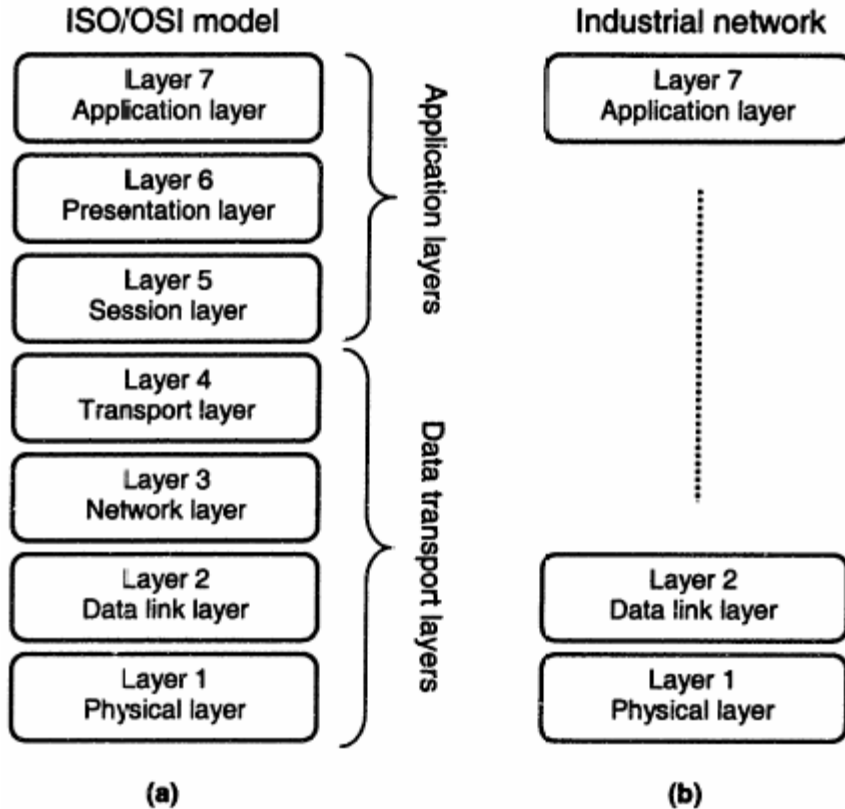 ISO/OSI model
Layer 7
Application layer
Layer 6
Presentation layer
Layer 5
Session layer
Layer 4
Transport layer
Layer 3
Network layer
Layer 2
Data link layer
Layer 1
Physical layer
Application layers
Data transport layers
(a)
Industrial network
Layer 7
Application layer
Layer 2
Data link layer
Layer 1
Physical layer
(b)